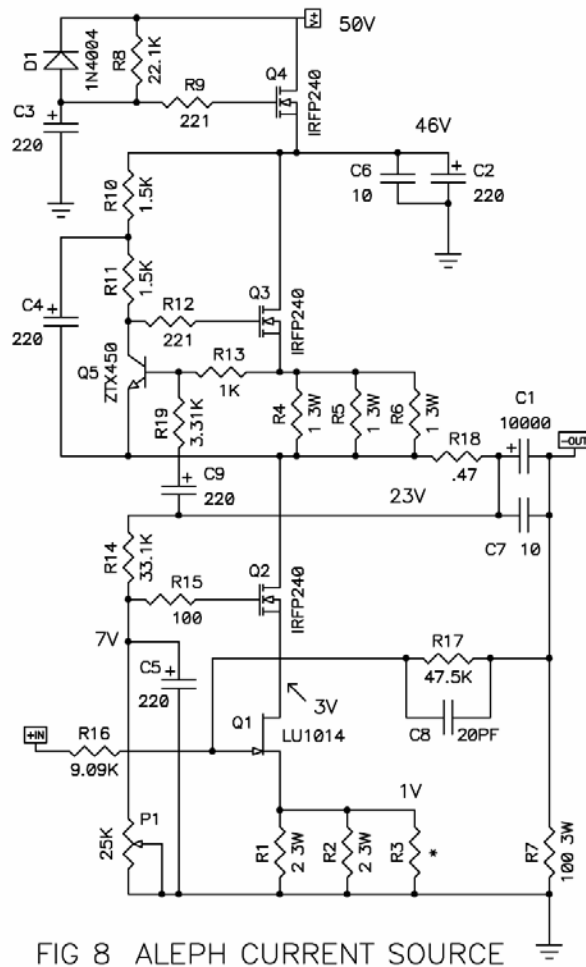 V+
50V
D1
1N4004
R8
22.1K
R9
221
Q4
IRFP240
C3
+
220
46V
R10
1.5K
C6
10
+
C2
220
R11
1.5K
C4
+
220
R12
221
Q3
IRFP240
Q5
ZTX450
R13
1K
R19
3.31K
R4
1 3W
R5
1 3W
R6
1 3W
C1
10000
+
-OUT
R18
.47
+
C9
220
23V
C7
10
R14
33.1K
R15
100
Q2
IRFP240
7V
C5
+
220
R17
47.5K
3V
C8
20PF
Q1
LU1014
+IN
R16
9.09K
1V
P1
25K
R1
2 3W
R2
2 3W
R3
*
R7
100 3W
FIG 8 ALEPH CURRENT SOURCE